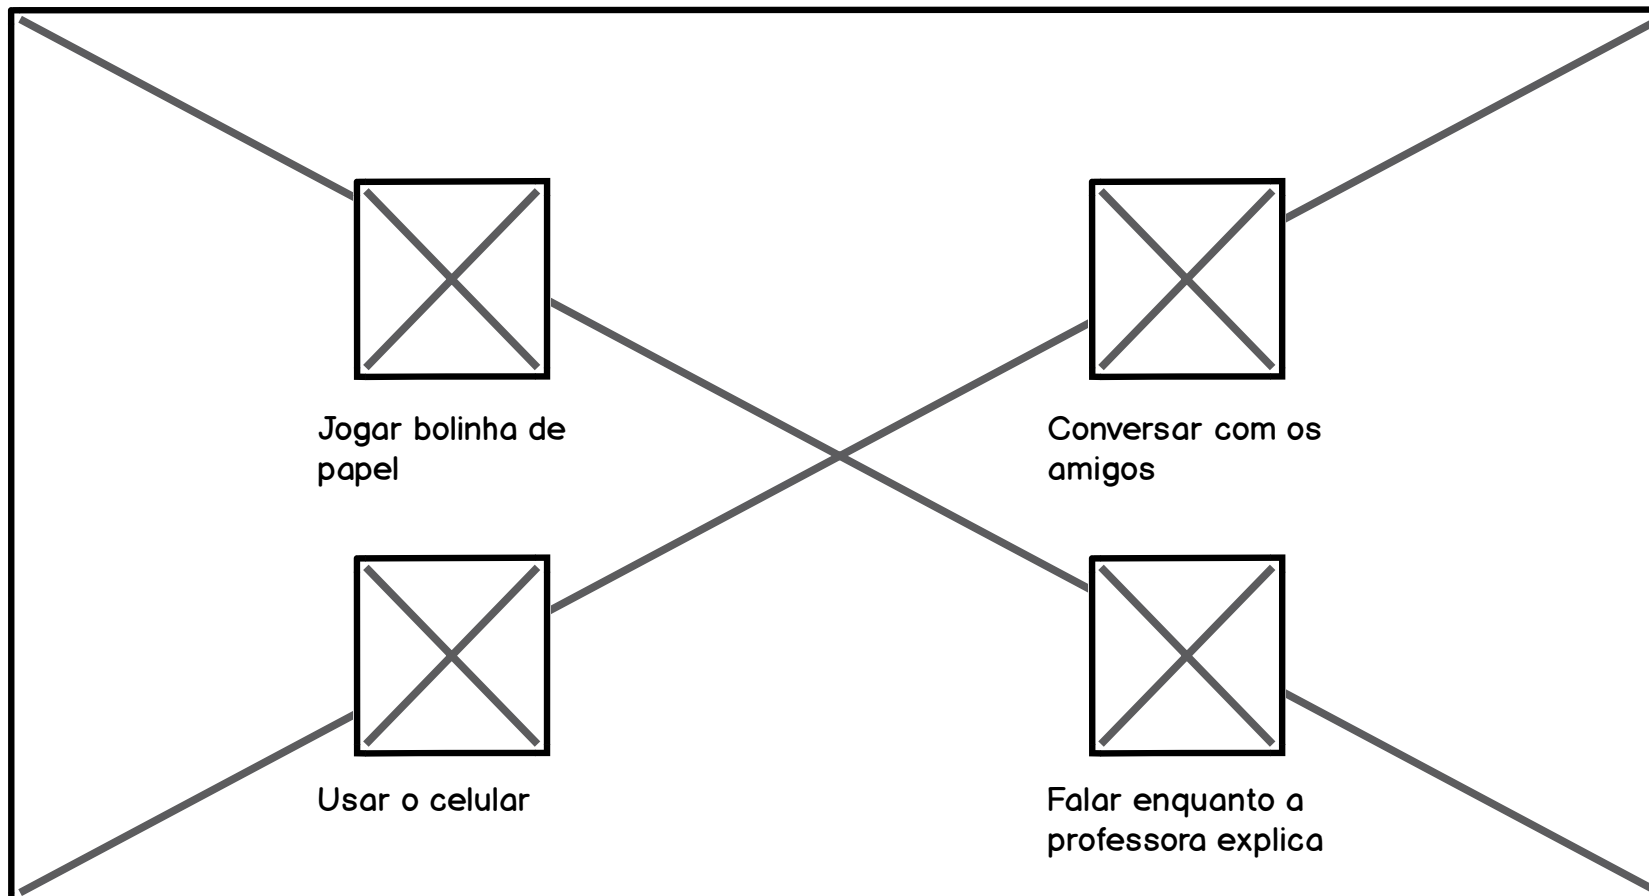 Jogar bolinha de
papel
Conversar com os
amigos
Usar o celular
Falar enquanto a
professora explica